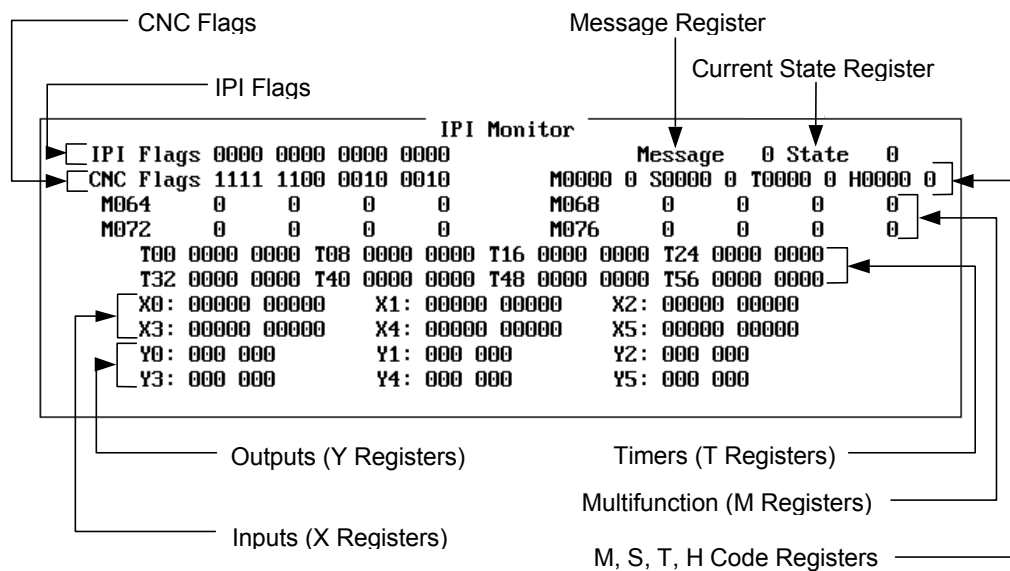 CNC Flags
Message Register
Current State Register
IPI Flags
IPI Monitor
IPI Flags 0000 0000 0000 0000 Message 0 State 0
CNC Flags 1111 1100 0010 0010 M0000 0 S0000 0 T0000 0 H0000 0
M064 0 0 0 0 M068 0 0 0 0
M072 0 0 0 0 M076 0 0 0 0
T00 0000 0000 T08 0000 0000 T16 0000 0000 T24 0000 0000
T32 0000 0000 T40 0000 0000 T48 0000 0000 T56 0000 0000
X0: 00000 00000 X1: 00000 00000 X2: 00000 00000
X3: 00000 00000 X4: 00000 00000 X5: 00000 00000
Y0: 000 000 Y1: 000 000 Y2: 000 000
Y3: 000 000 Y4: 000 000 Y5: 000 000
Outputs (Y Registers)
Timers (T Registers)
Multifunction (M Registers)
Inputs (X Registers)
M, S, T, H Code Registers